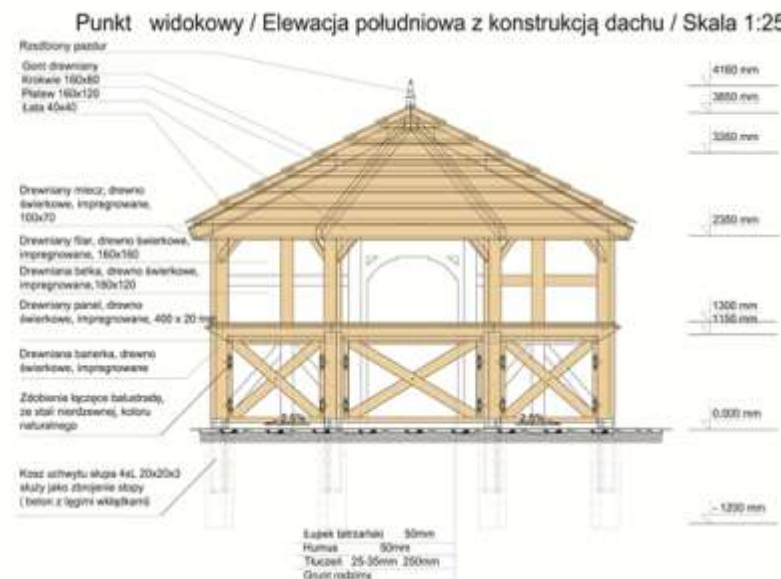 Punkt widokowy / Elewacja południowa z konstrukcją dachu / Skala 1:25
Rzeźbiony pazdur
Gont drewniany
Krokwie 160x80
Płatew 160x120
Łata 40x40
Drewniany miecz, drewno
świerkowe, impregnowane,
100x70
Drewniany filar, drewno świerkowe,
impregnowane, 160x160
Drewniana belka, drewno świerkowe,
impregnowane,160x120
Drewniany panel, drewno
świerkowe, impregnowane, 400 x 20 mm
Drewniana barierka, drewno
świerkowe, impregnowane
Zdobienie łączące balustradę,
ze stali nierdzewnej, koloru
naturalnego
Kosz uchwytu słupa 4xL 20x20x3
służy jako zbrojenie stopy
( beton z tęgimi wkładkami)
4160 mm
3850 mm
3350 mm
2350 mm
1300 mm
1150 mm
0.000 mm
- 1200 mm
2.5%
2.5%
Łupek tatrzański 50mm
Humus 50mm
Tłuczeń 25-35mm 250mm
Grunt rodzimy